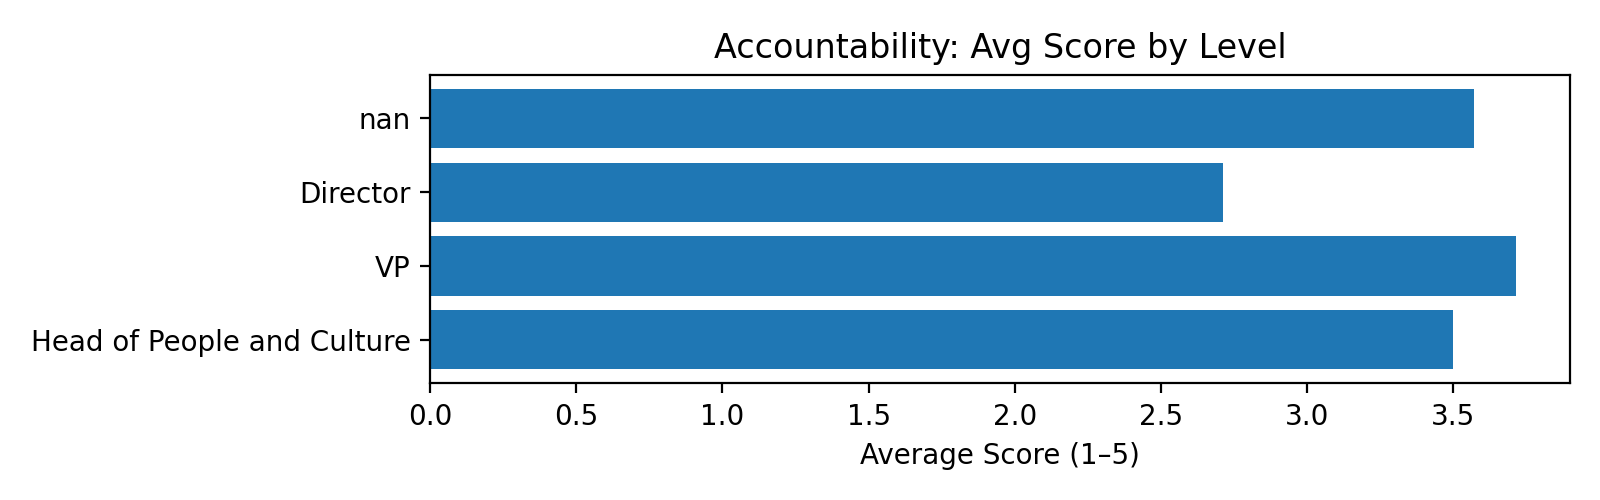 Accountability: Avg Score by Level
nan
Director
VP
Head of People and Culture
0.0 0.5 1.0 1.5 2.0 2.5 3.0 3.5
Average Score (1–5)